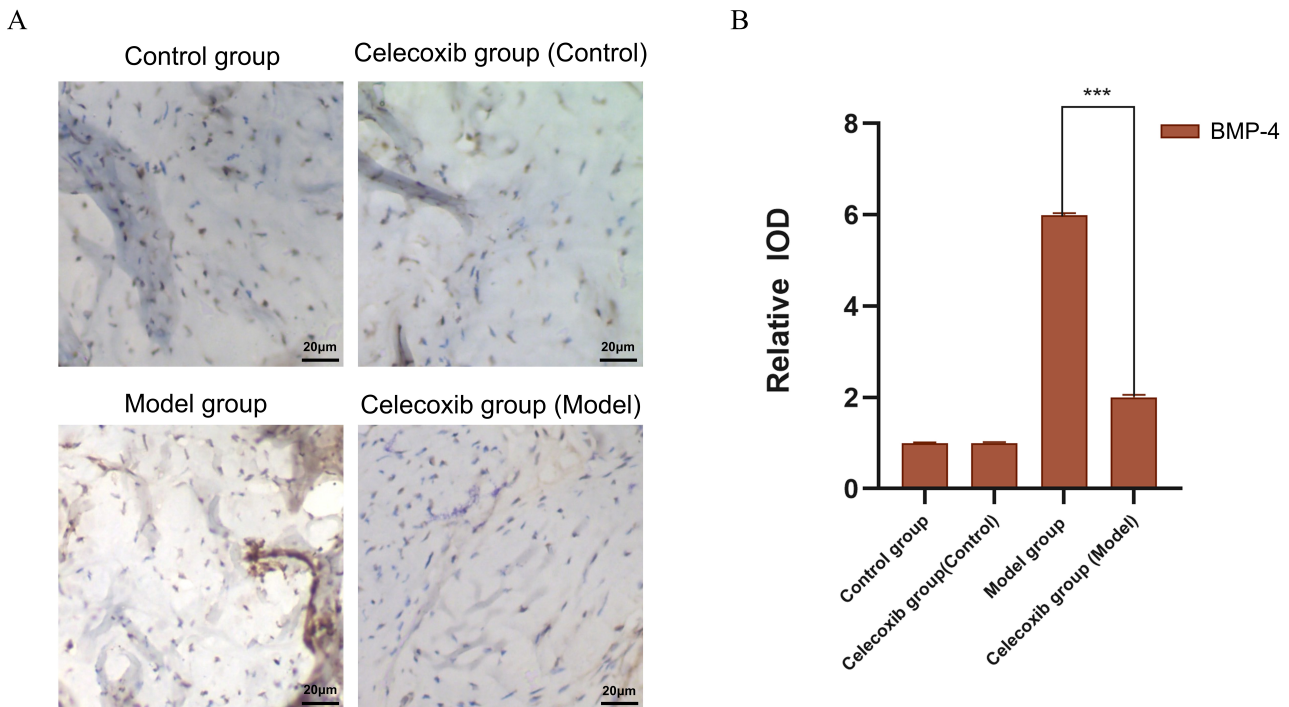 A
Control group
Celecoxib group (Control)
20μm
20μm
Model group
Celecoxib group (Model)
20μm
20μm
B
***
BMP-4
Relative IOD
8
6
4
2
0
Control group
Celecoxib group(Control)
Model group
Celecoxib group (Model)